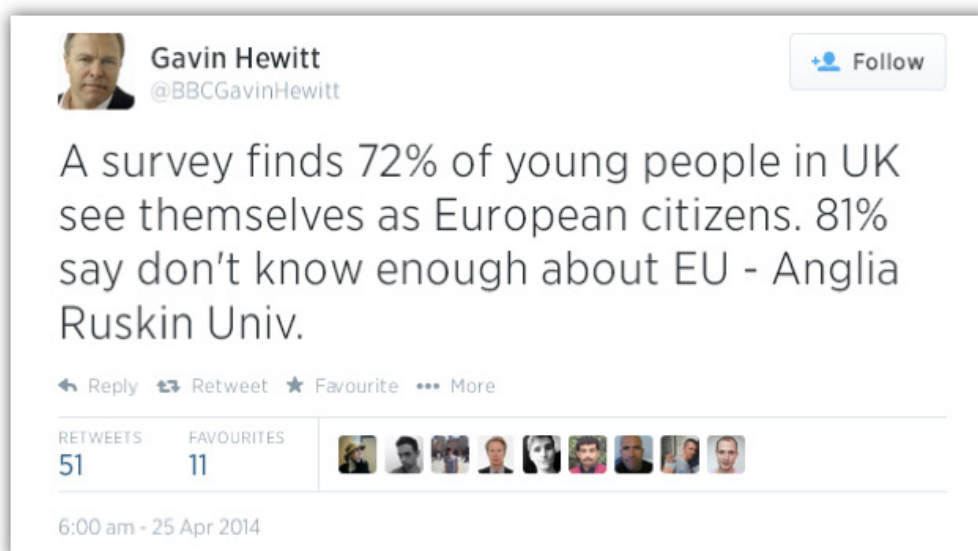 Gavin Hewitt
@BBCGavinHewitt
Follow
A survey finds 72% of young people in UK
see themselves as European citizens. 81%
say don't know enough about EU - Anglia
Ruskin Univ.
Reply Retweet Favourite More
RETWEETS FAVOURITES
51 11
6:00 am - 25 Apr 2014